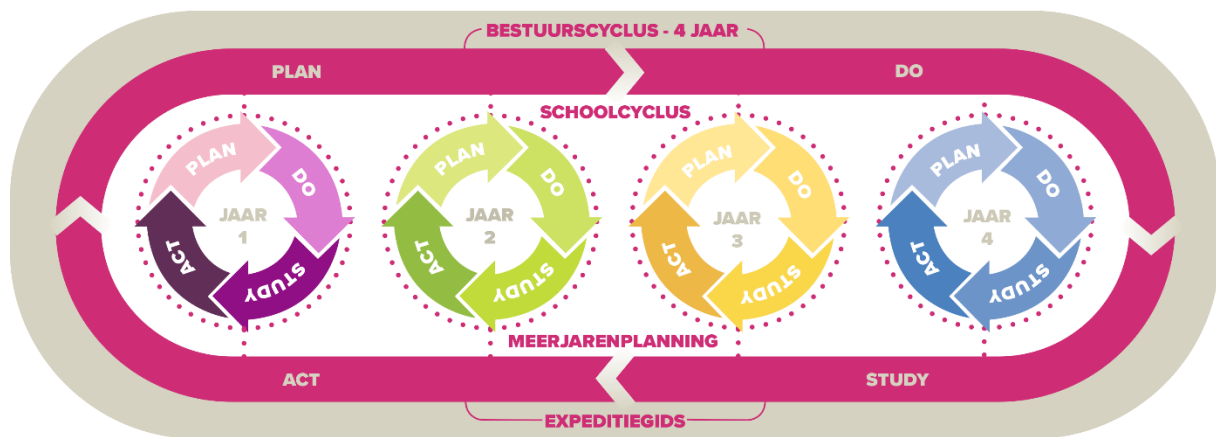 BESTUURSCYCLUS - 4 JAAR
PLAN
DO
SCHOOLCYCLUS
PLAN
DO
STUDY
ACT
JAAR
1
PLAN
DO
STUDY
ACT
JAAR
2
PLAN
DO
STUDY
ACT
JAAR
3
PLAN
DO
STUDY
ACT
JAAR
4
MEERJARENPLANNING
ACT
STUDY
EXPEDITIEGIDS